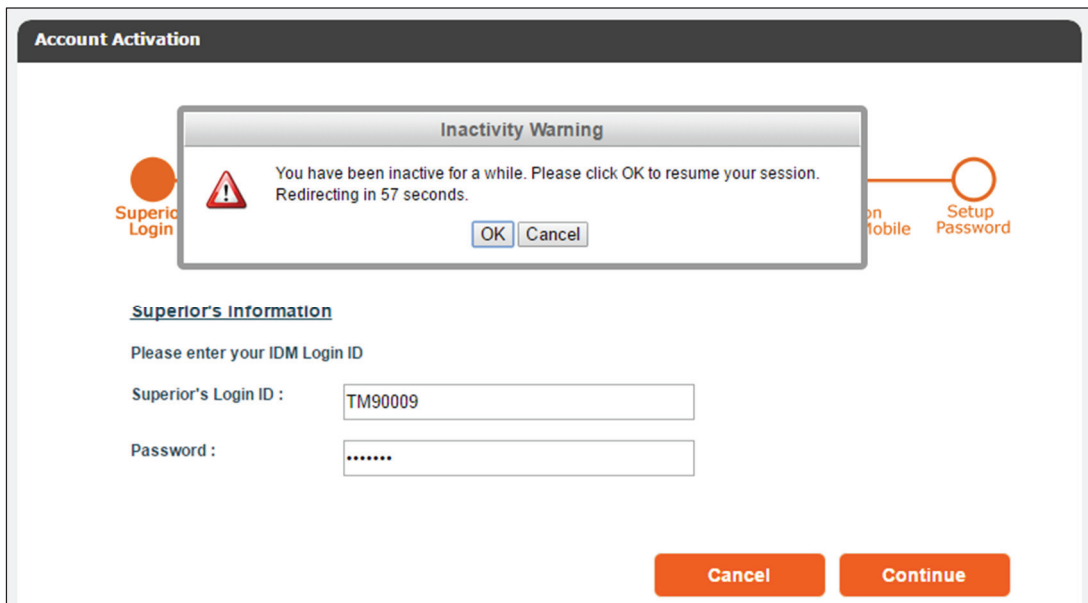 Account Activation
Inactivity Warning
You have been inactive for a while. Please click OK to resume your session.
Redirecting in 57 seconds.
OK Cancel
Login
Setup
Password
Superior's Information
Please enter your IDM Login ID
Superior's Login ID :
TM90009
Password :
•••••••
Cancel
Continue